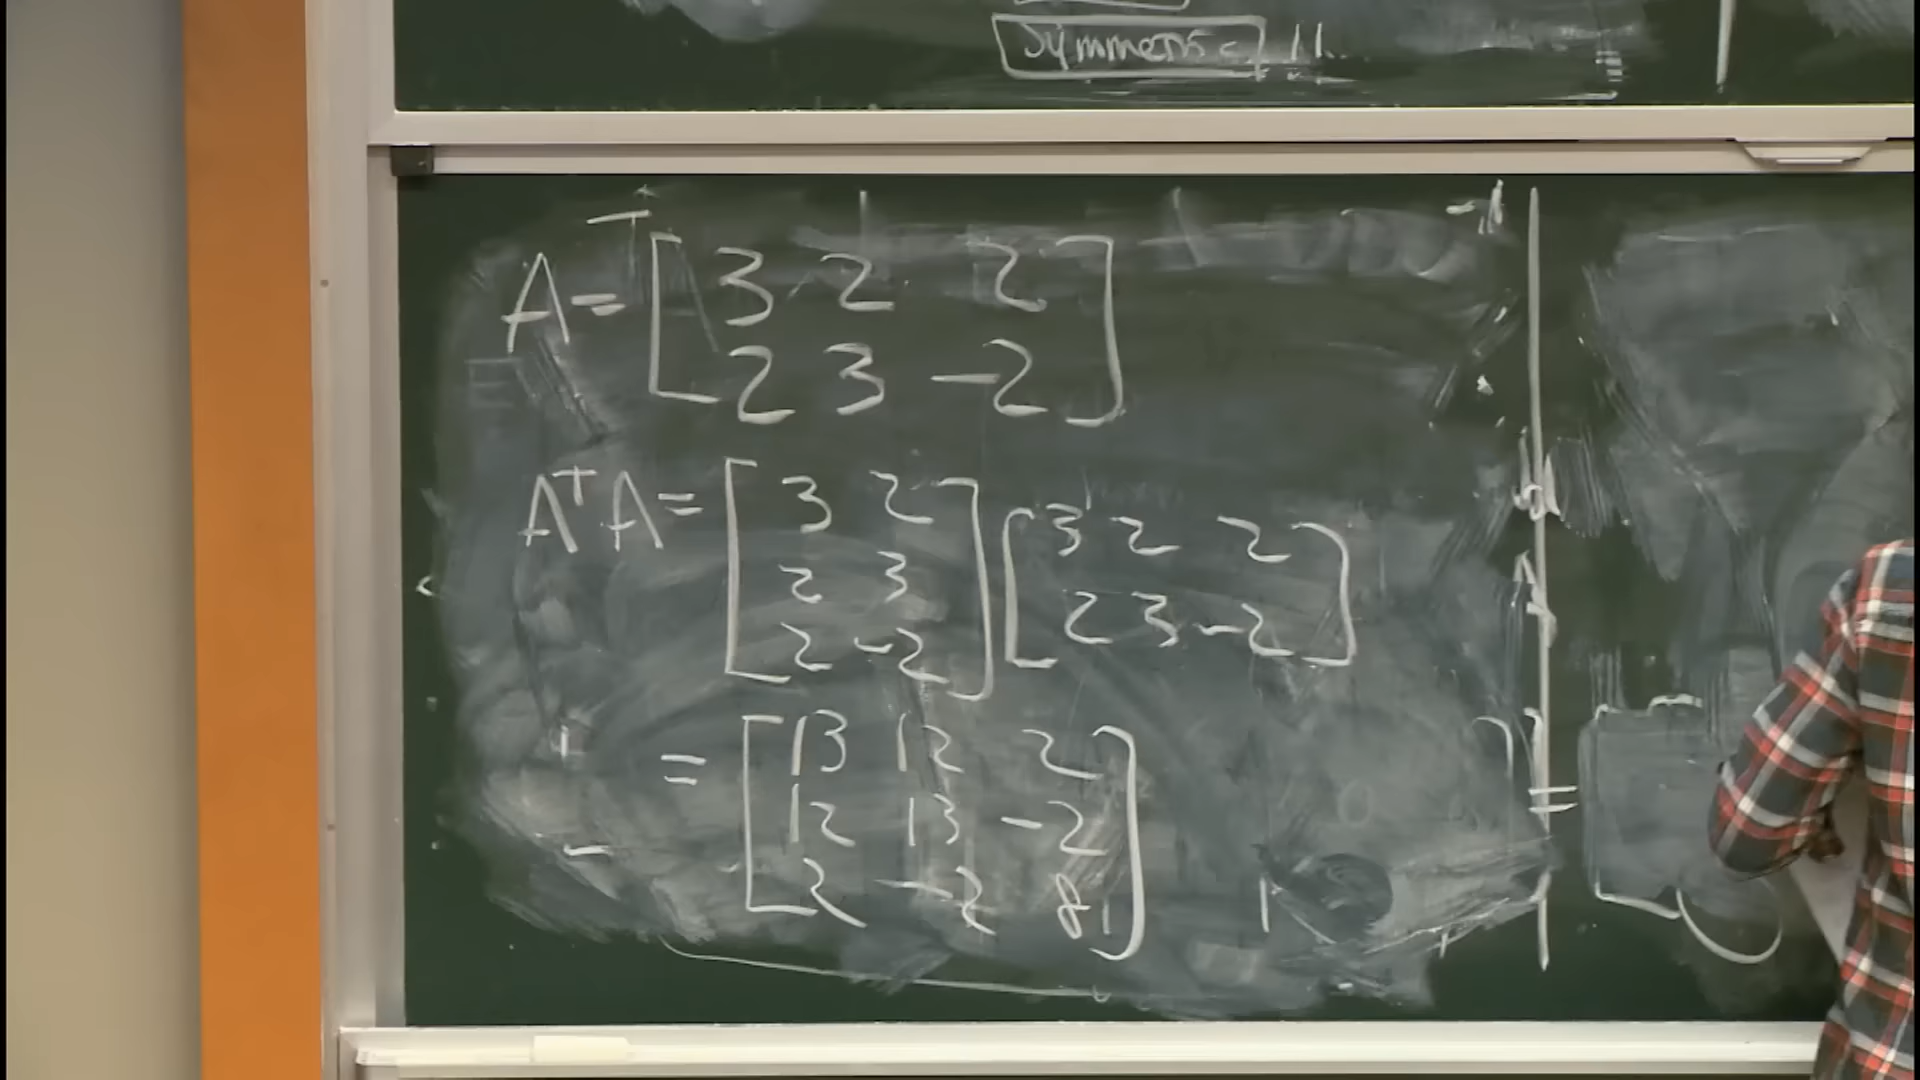 A = [3 2 2
2 3 -2]
AᵀA = [3 2
2 3
2 -2] [3 2 2
2 3 -2]
= [13 12 2
12 13 -2
2 -2 8]
=